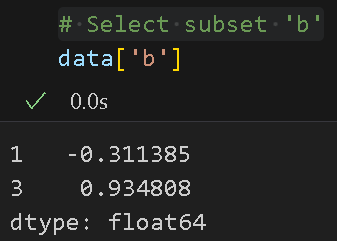 # Select subset 'b'
data['b']
✓ 0.0s
1   -0.311385
3    0.934808
dtype: float64